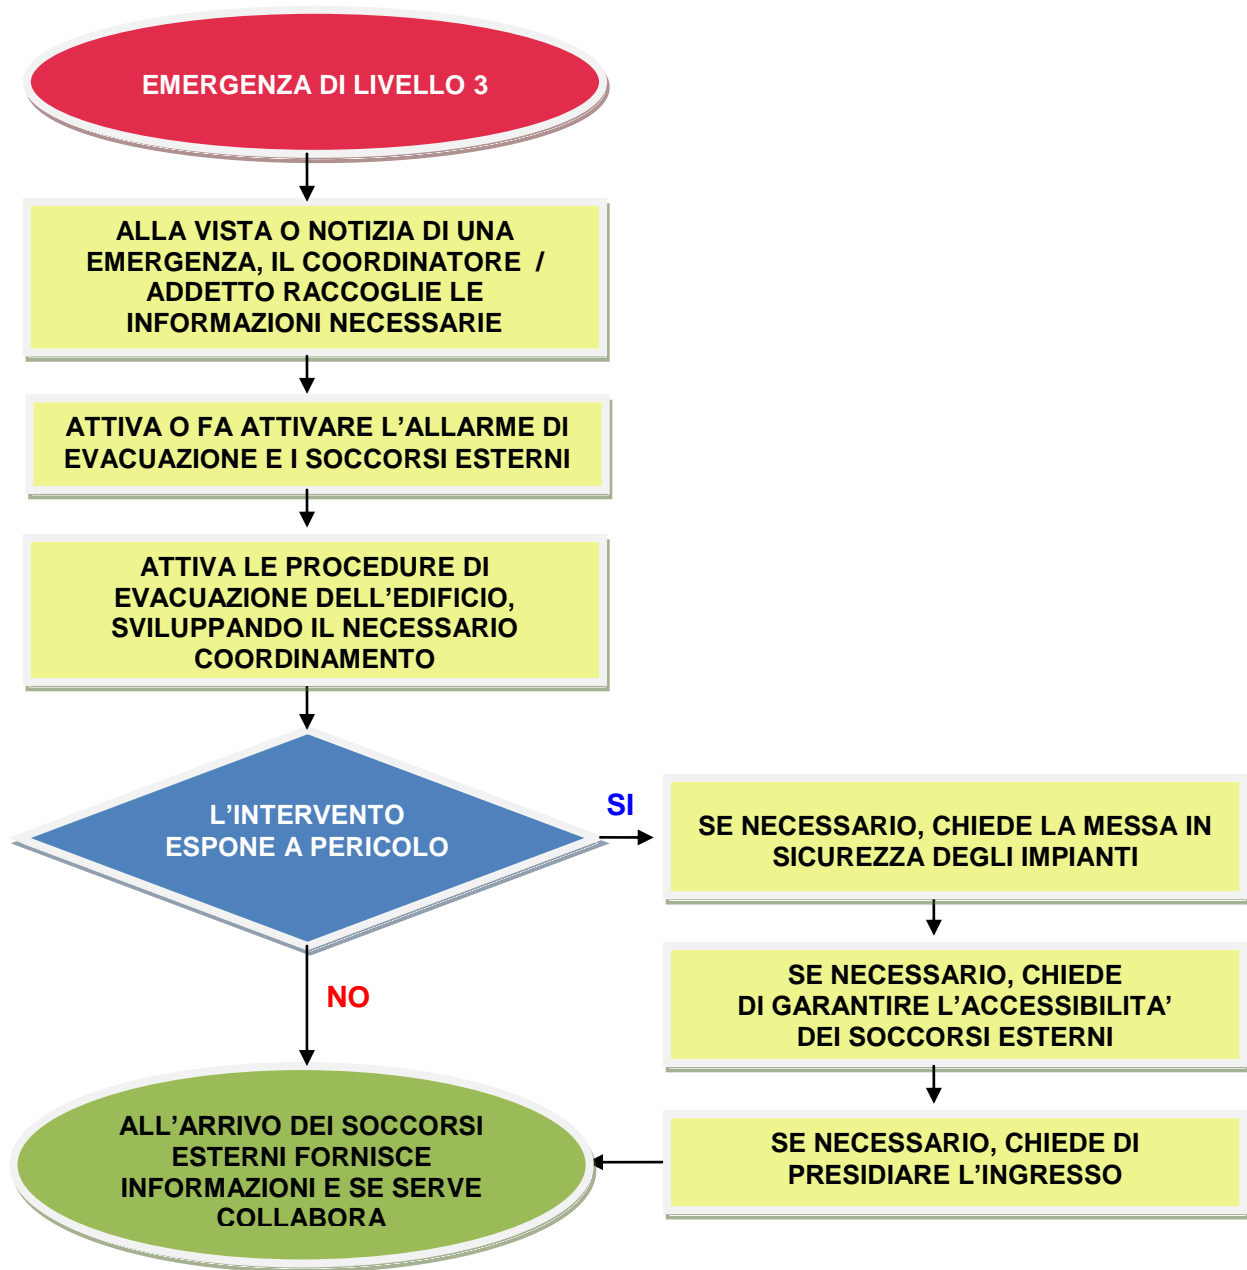 EMERGENZA DI LIVELLO 3
ALLA VISTA O NOTIZIA DI UNA
EMERGENZA, IL COORDINATORE /
ADDETTO RACCOGLIE LE
INFORMAZIONI NECESSARIE
ATTIVA O FA ATTIVARE L’ALLARME DI
EVACUAZIONE E I SOCCORSI ESTERNI
ATTIVA LE PROCEDURE DI
EVACUAZIONE DELL’EDIFICIO,
SVILUPPANDO IL NECESSARIO
COORDINAMENTO
L’INTERVENTO
ESPONE A PERICOLO
SI
SE NECESSARIO, CHIEDE LA MESSA IN
SICUREZZA DEGLI IMPIANTI
SE NECESSARIO, CHIEDE
DI GARANTIRE L’ACCESSIBILITA’
DEI SOCCORSI ESTERNI
SE NECESSARIO, CHIEDE DI
PRESIDIARE L’INGRESSO
NO
ALL’ARRIVO DEI SOCCORSI
ESTERNI FORNISCE
INFORMAZIONI E SE SERVE
COLLABORA